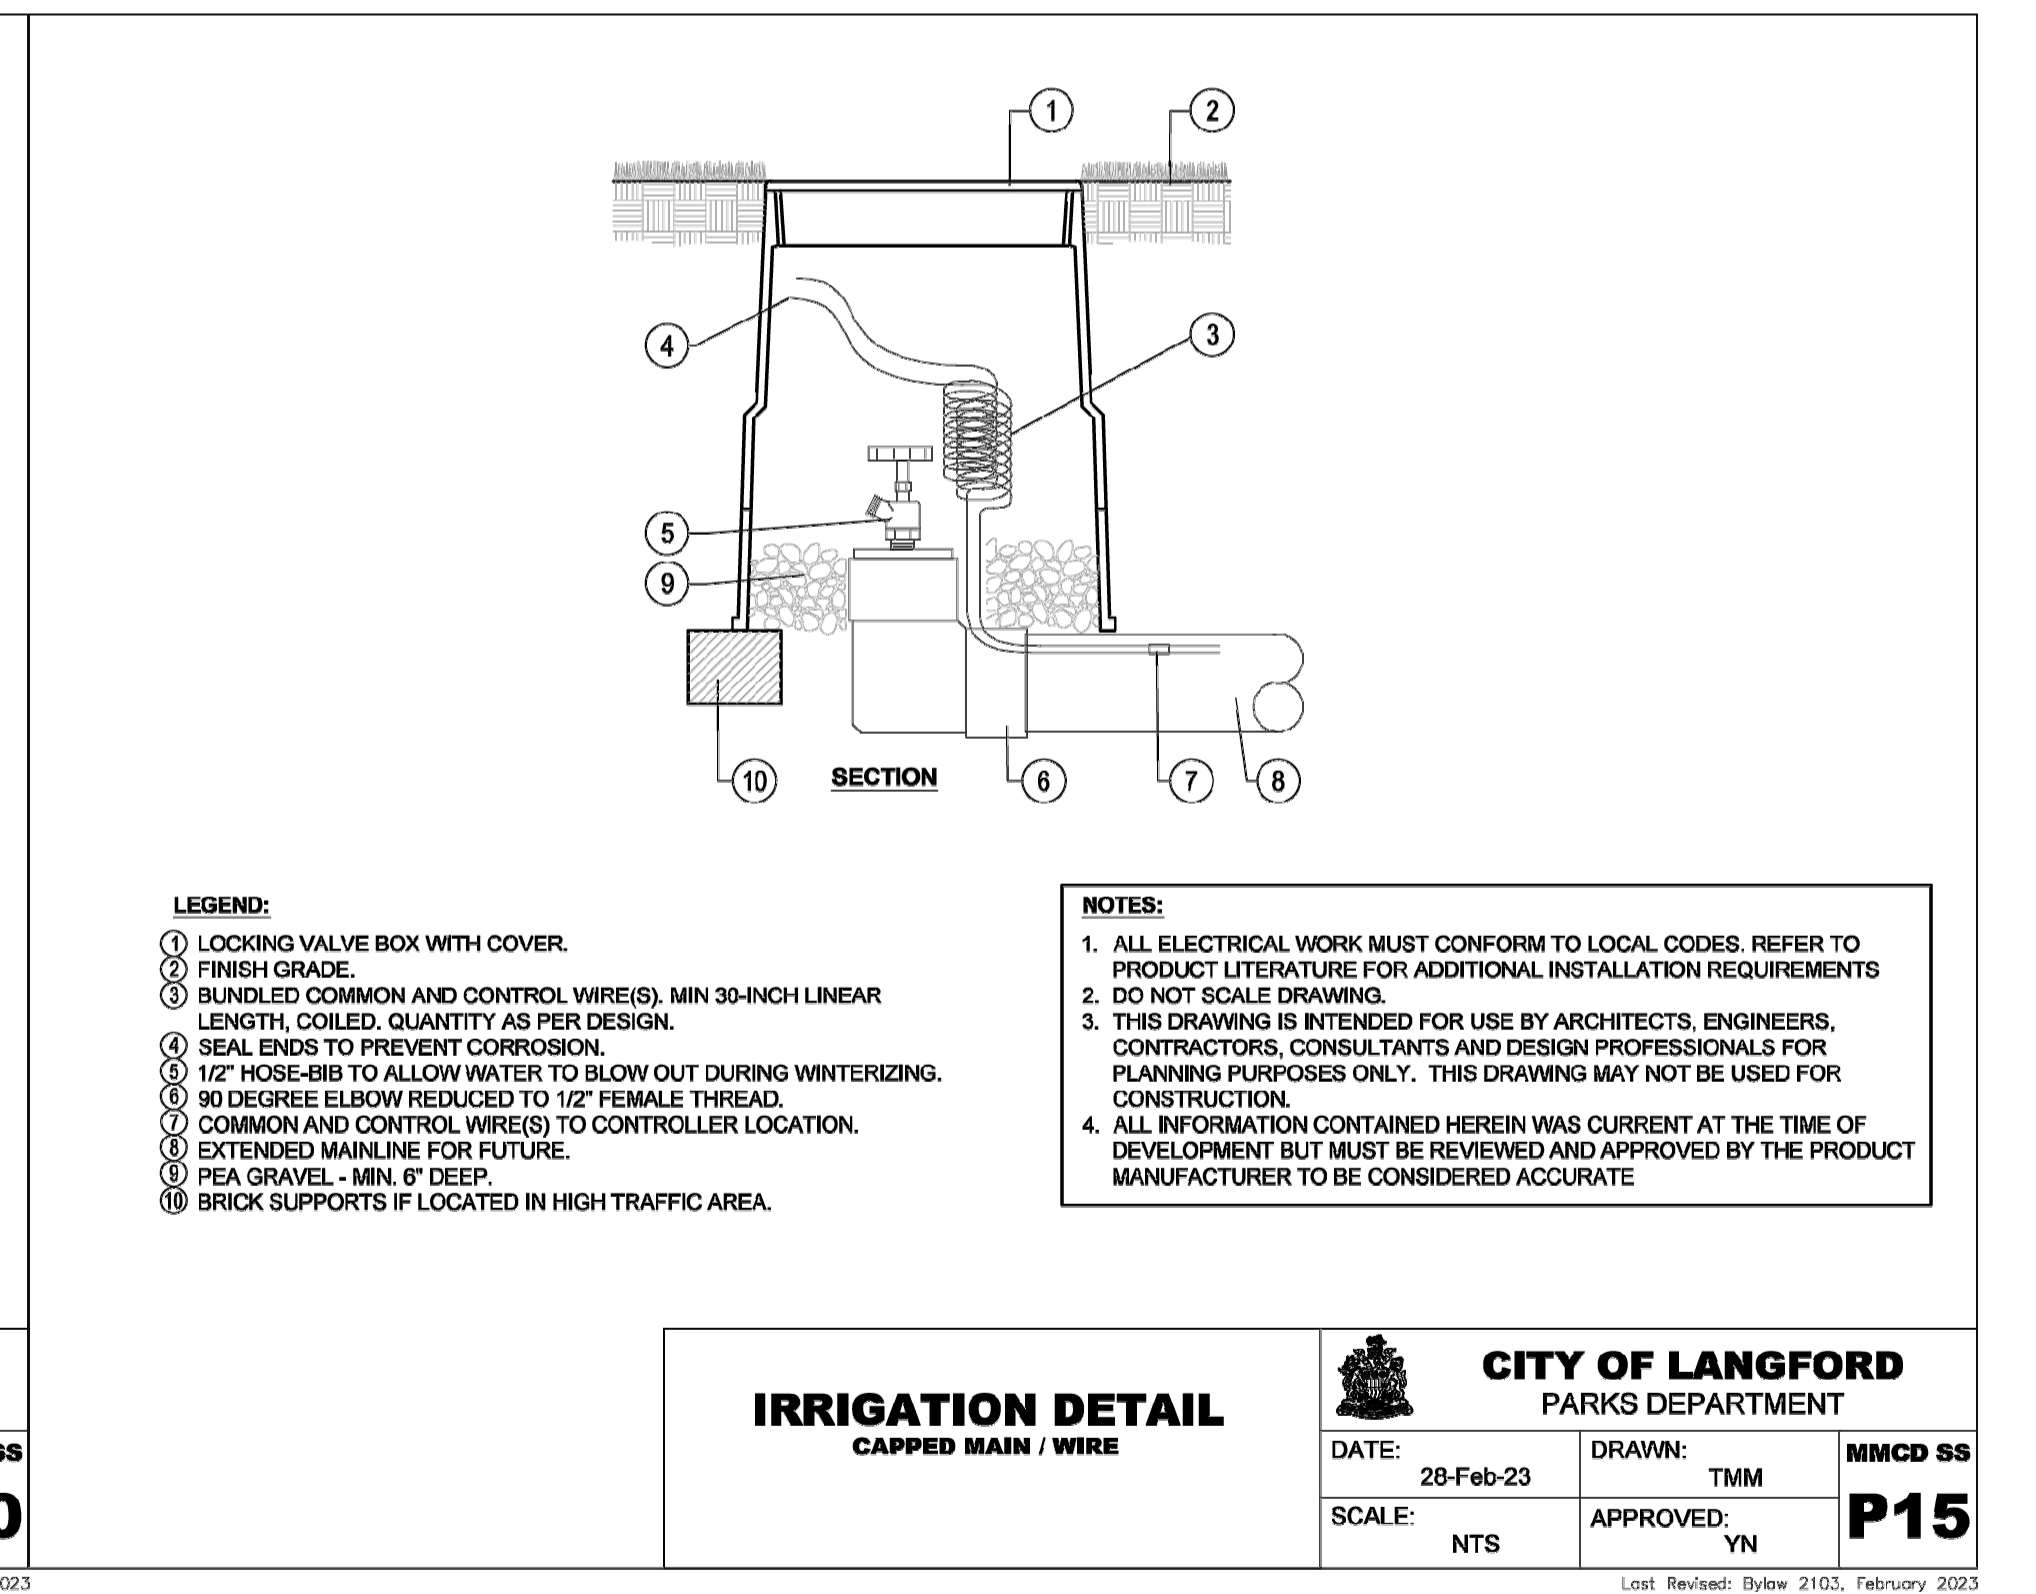 1
2
3
4
5
9
10
SECTION
6
7
8
LEGEND:
1 LOCKING VALVE BOX WITH COVER.
2 FINISH GRADE.
3 BUNDLED COMMON AND CONTROL WIRE(S). MIN 30-INCH LINEAR
LENGTH, COILED. QUANTITY AS PER DESIGN.
4 SEAL ENDS TO PREVENT CORROSION.
5 1/2" HOSE-BIB TO ALLOW WATER TO BLOW OUT DURING WINTERIZING.
6 90 DEGREE ELBOW REDUCED TO 1/2" FEMALE THREAD.
7 COMMON AND CONTROL WIRE(S) TO CONTROLLER LOCATION.
8 EXTENDED MAINLINE FOR FUTURE.
9 PEA GRAVEL - MIN. 6" DEEP.
10 BRICK SUPPORTS IF LOCATED IN HIGH TRAFFIC AREA.
NOTES:
1. ALL ELECTRICAL WORK MUST CONFORM TO LOCAL CODES. REFER TO
PRODUCT LITERATURE FOR ADDITIONAL INSTALLATION REQUIREMENTS
2. DO NOT SCALE DRAWING.
3. THIS DRAWING IS INTENDED FOR USE BY ARCHITECTS, ENGINEERS,
CONTRACTORS, CONSULTANTS AND DESIGN PROFESSIONALS FOR
PLANNING PURPOSES ONLY. THIS DRAWING MAY NOT BE USED FOR
CONSTRUCTION.
4. ALL INFORMATION CONTAINED HEREIN WAS CURRENT AT THE TIME OF
DEVELOPMENT BUT MUST BE REVIEWED AND APPROVED BY THE PRODUCT
MANUFACTURER TO BE CONSIDERED ACCURATE
IRRIGATION DETAIL
CAPPED MAIN / WIRE
CITY OF LANGFORD
PARKS DEPARTMENT
DATE:
28-Feb-23
DRAWN:
TMM
SCALE:
NTS
APPROVED:
YN
MMCD SS
P15
SS
0
023
Last Revised: Bylaw 2103, February 2023